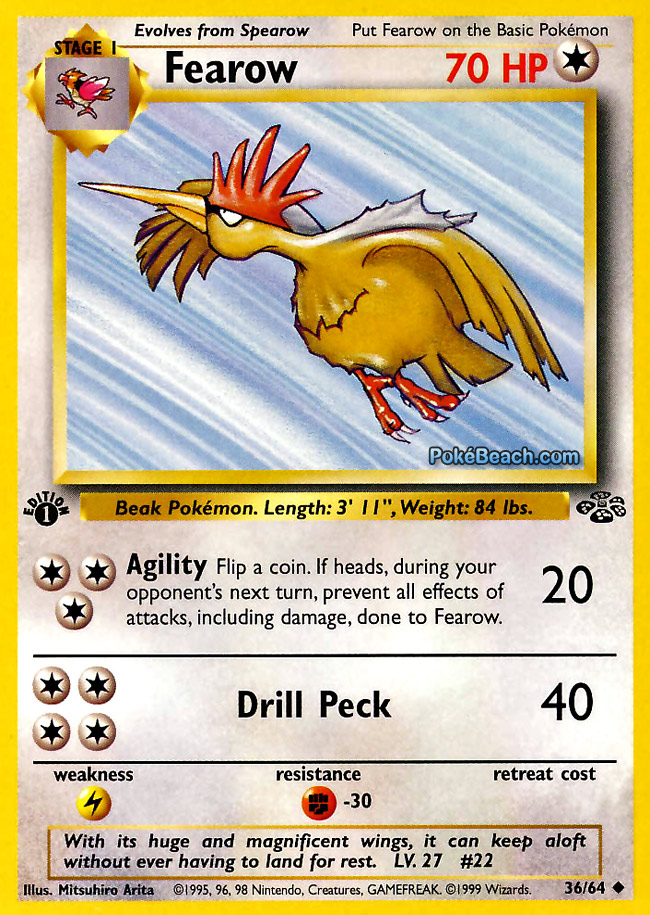 Evolves from Spearow Put Fearow on the Basic Pokémon
STAGE 1
Fearow 70 HP
PokéBeach.com
EDITION
1
Beak Pokémon. Length: 3' 11", Weight: 84 lbs.
Agility Flip a coin. If heads, during your
opponent's next turn, prevent all effects of
attacks, including damage, done to Fearow.
20
Drill Peck 40
weakness resistance retreat cost
-30
With its huge and magnificent wings, it can keep aloft
without ever having to land for rest. LV. 27 #22
Illus. Mitsuhiro Arita ©1995, 96, 98 Nintendo, Creatures, GAMEFREAK. ©1999 Wizards. 36/64